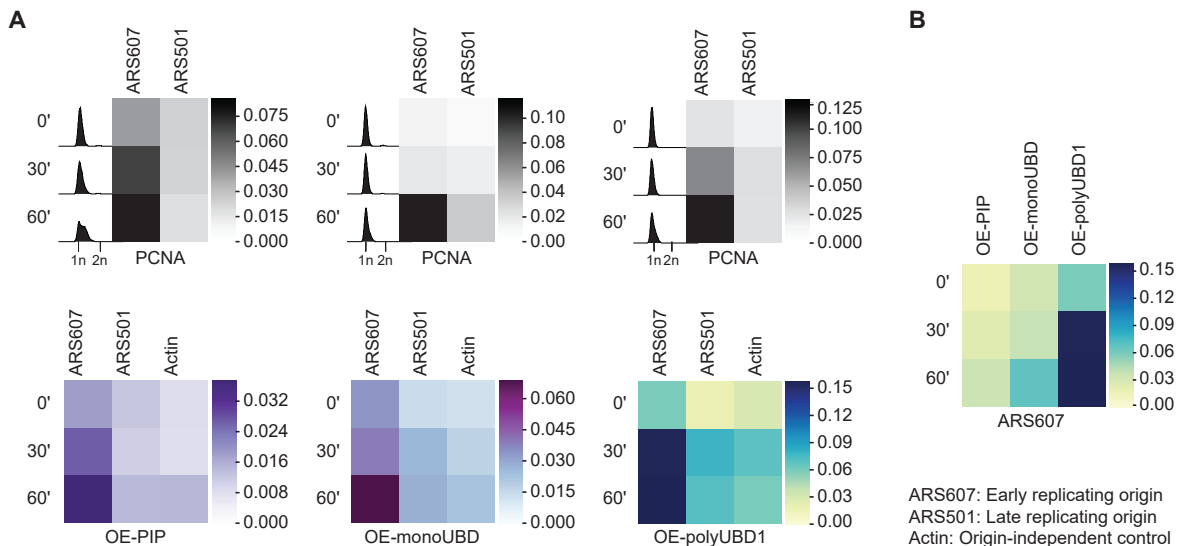 A
B
ARS607
ARS501
0'
30'
60'
1n 2n
PCNA
0.075
0.060
0.045
0.030
0.015
0.000
ARS607
ARS501
0'
30'
60'
1n 2n
PCNA
0.10
0.08
0.06
0.04
0.02
0.00
ARS607
ARS501
0'
30'
60'
1n 2n
PCNA
0.125
0.100
0.075
0.050
0.025
0.000
ARS607
ARS501
Actin
0'
30'
60'
OE-PIP
0.032
0.024
0.016
0.008
0.000
ARS607
ARS501
Actin
0'
30'
60'
OE-monoUBD
0.060
0.045
0.030
0.015
0.000
ARS607
ARS501
Actin
0'
30'
60'
OE-polyUBD1
0.15
0.12
0.09
0.06
0.03
0.00
OE-PIP
OE-monoUBD
OE-polyUBD1
0'
30'
60'
ARS607
0.15
0.12
0.09
0.06
0.03
0.00
ARS607: Early replicating origin
ARS501: Late replicating origin
Actin: Origin-independent control